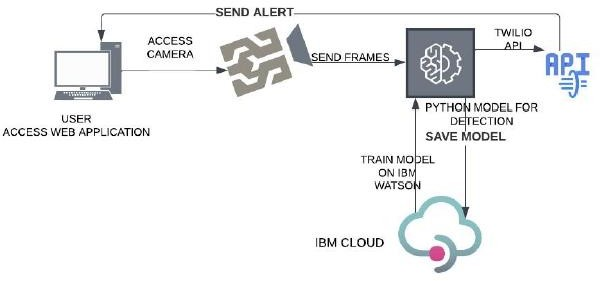 SEND ALERT
ACCESS
CAMERA
SEND FRAMES
TWILIO
API
API
USER
ACCESS WEB APPLICATION
PYTHON MODEL FOR
DETECTION
SAVE MODEL
TRAIN MODEL
ON IBM
WATSON
IBM CLOUD